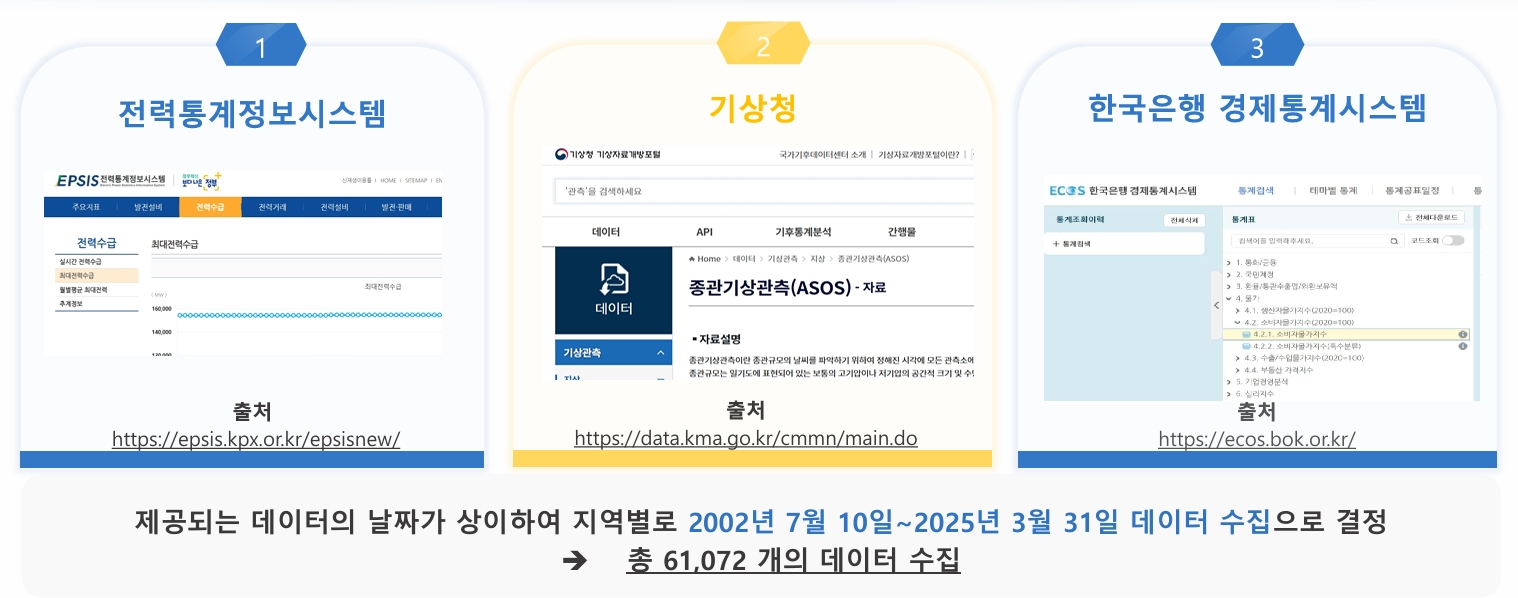 1
전력통계정보시스템
EPSIS 전력통계정보시스템
HOME | SITEMAP | EN
주요지표 발전설비 전력수급 전력거래 전력설비 발전·판매
전력수급
실시간 전력수급
최대전력수급
월별평균 최대전력
추계정보
최대전력수급
최대전력수급
( MW )
160,000
140,000
120,000
출처
https://epsis.kpx.or.kr/epsisnew/
2
기상청
기상청 기상자료개방포털
국가기후데이터센터 소개 | 기상자료개방포털이란? |
'관측'을 검색하세요
데이터 API 기후통계분석 간행물
데이터
기상관측
지상
Home > 데이터 > 기상관측 > 지상 > 종관기상관측(ASOS)
종관기상관측(ASOS) - 자료
▪ 자료설명
종관기상관측이란 종관규모의 날씨를 파악하기 위하여 정해진 시각에 모든 관측소에
종관규모는 일기도에 표현되어 있는 보통의 고기압이나 저기압의 공간적 크기 및 수명
출처
https://data.kma.go.kr/cmmn/main.do
3
한국은행 경제통계시스템
ECOS 한국은행 경제통계시스템
통계검색 | 테마별 통계 | 통계공표일정 | 통
통계조회이력 전체삭제
+ 통계검색
통계표 전체다운로드
검색어를 입력해주세요. 코드조회
> 1. 통화/금융
> 2. 국민계정
> 3. 환율/통관수출입/외환보유액
4. 물가
> 4.1. 생산자물가지수(2020=100)
4.2. 소비자물가지수(2020=100)
4.2.1. 소비자물가지수
4.2.2. 소비자물가지수(특수분류)
> 4.3. 수출/수입물가지수(2020=100)
> 4.4. 부동산 가격지수
> 5. 기업경영분석
> 6. 심리지수
출처
https://ecos.bok.or.kr/
제공되는 데이터의 날짜가 상이하여 지역별로 2002년 7월 10일~2025년 3월 31일 데이터 수집으로 결정
➔ 총 61,072 개의 데이터 수집